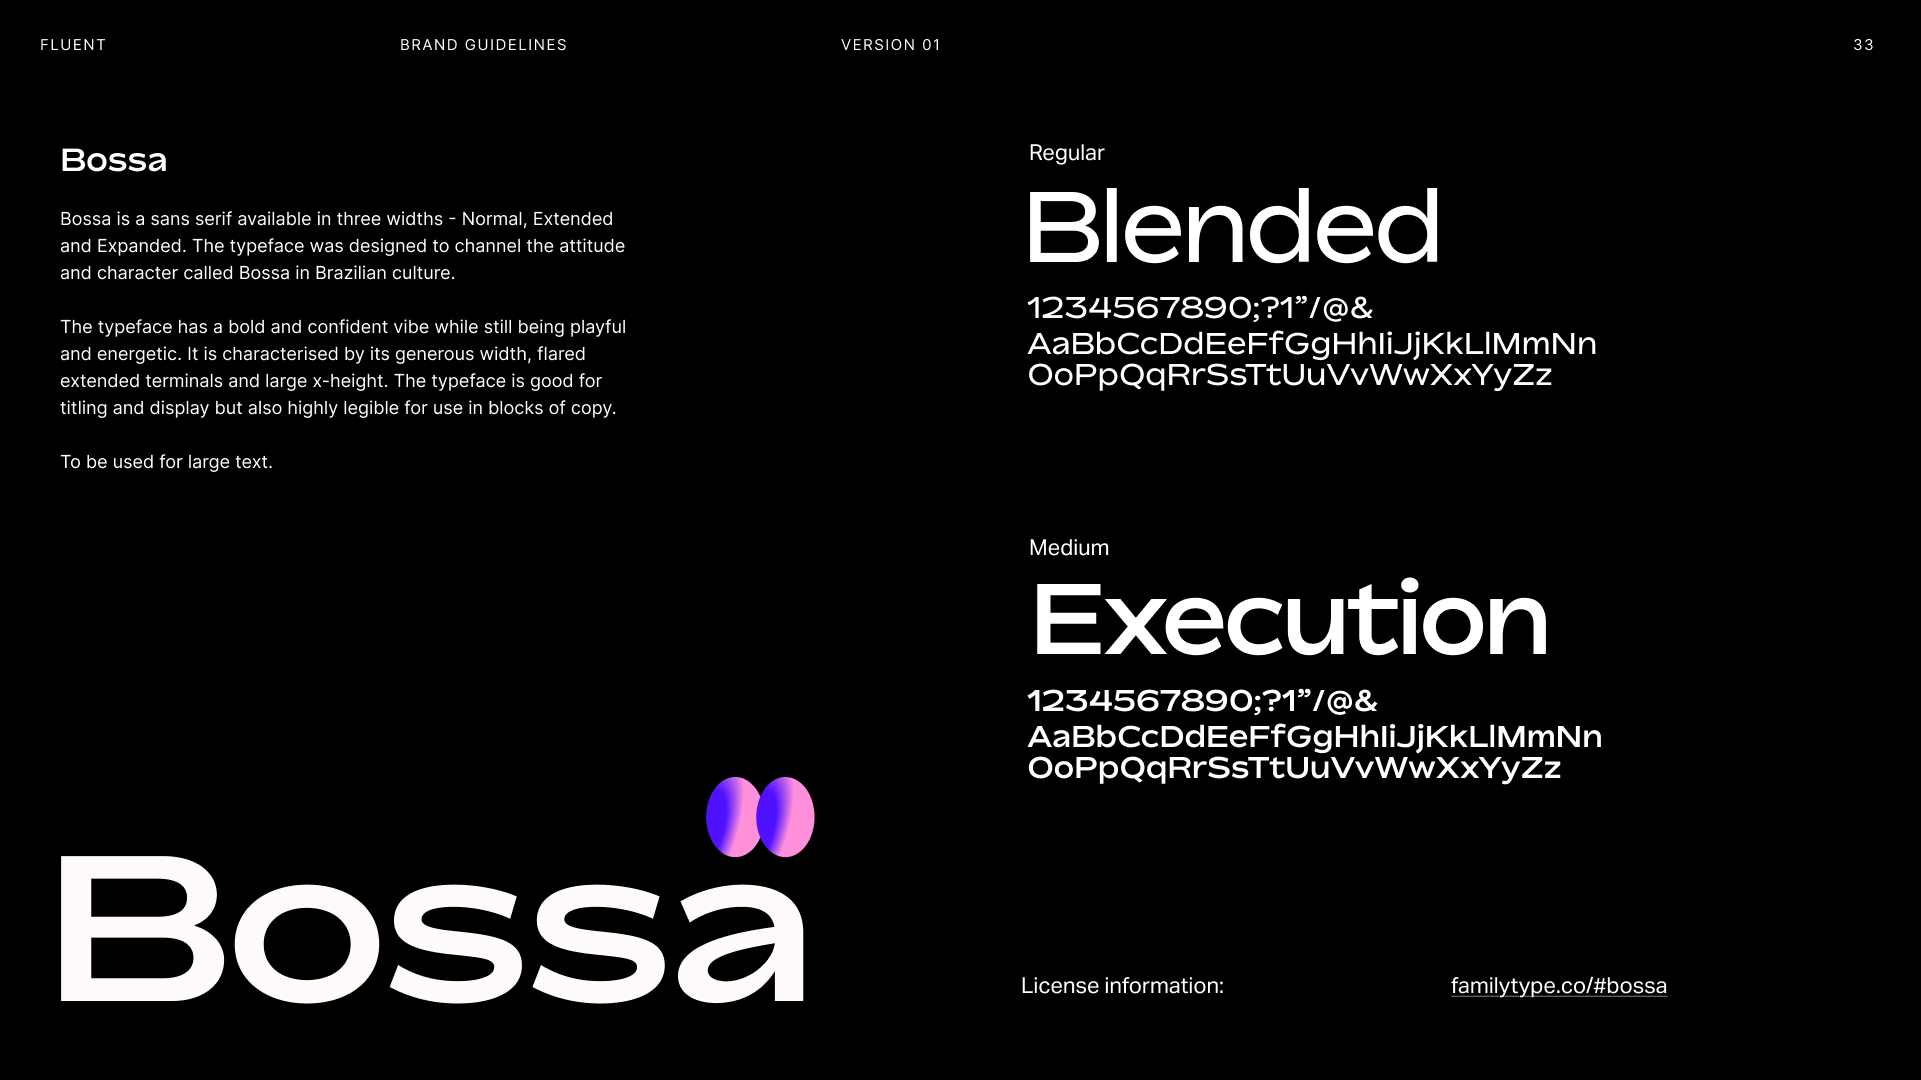 FLUENT
BRAND GUIDELINES
VERSION 01
33
Bossa
Bossa is a sans serif available in three widths - Normal, Extended
and Expanded. The typeface was designed to channel the attitude
and character called Bossa in Brazilian culture.
The typeface has a bold and confident vibe while still being playful
and energetic. It is characterised by its generous width, flared
extended terminals and large x-height. The typeface is good for
titling and display but also highly legible for use in blocks of copy.
To be used for large text.
Bossa
Regular
Blended
1234567890;?1”/@&
AaBbCcDdEeFfGgHhIiJjKkLlMmNn
OoPpQqRrSsTtUuVvWwXxYyZz
Medium
Execution
1234567890;?1”/@&
AaBbCcDdEeFfGgHhIiJjKkLlMmNn
OoPpQqRrSsTtUuVvWwXxYyZz
License information:
familytype.co/#bossa